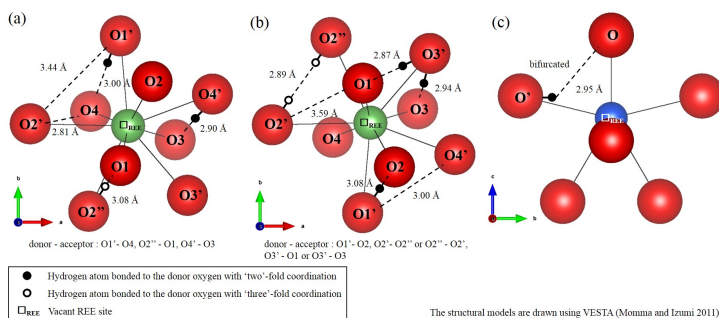 (a)
O1’
3.44 Å
3.00 Å
O2
O4’
O4
O2’
2.81 Å
□REE
O3
2.90 Å
O1
O3’
3.08 Å
O2’’
b
a
donor - acceptor : O1’- O4, O2’’ - O1, O4’ - O3
(b)
O2’’
2.87 Å
O3’
2.89 Å
O1
2.94 Å
O3
O2’
3.59 Å
□REE
O4
O2
O4’
3.08 Å
3.00 Å
O1’
b
a
donor - acceptor : O1’- O2, O2’- O2’’ or O2’’ - O2’,
O3’ - O1 or O3’ - O3
(c)
O
bifurcated
O’
2.95 Å
□REE
c
b
Hydrogen atom bonded to the donor oxygen with ‘two’-fold coordination
Hydrogen atom bonded to the donor oxygen with ‘three’-fold coordination
□REE Vacant REE site
The structural models are drawn using VESTA (Momma and Izumi 2011)